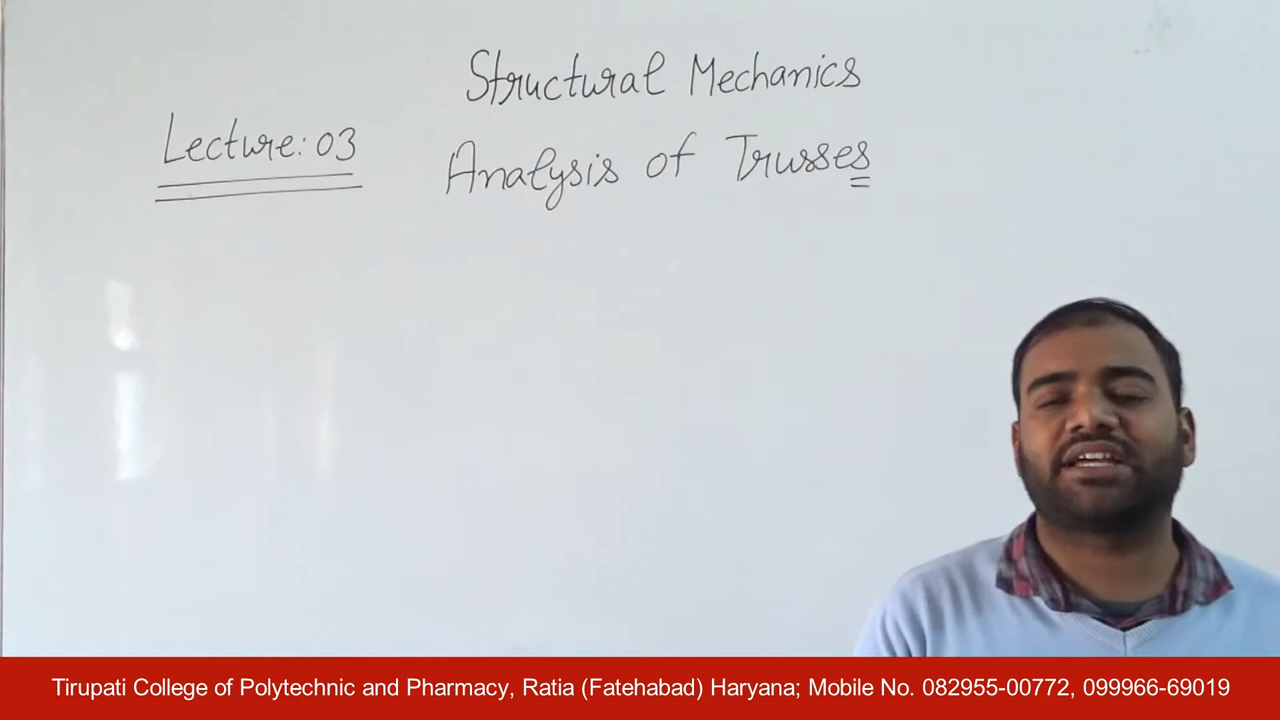 Structural Mechanics
Lecture: 03
Analysis of Trusses
Tirupati College of Polytechnic and Pharmacy, Ratia (Fatehabad) Haryana; Mobile No. 082955-00772, 099966-69019